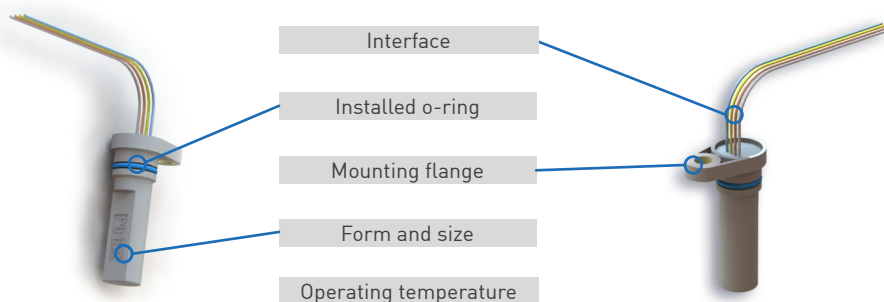 Interface
Installed o-ring
Mounting flange
Form and size
Operating temperature